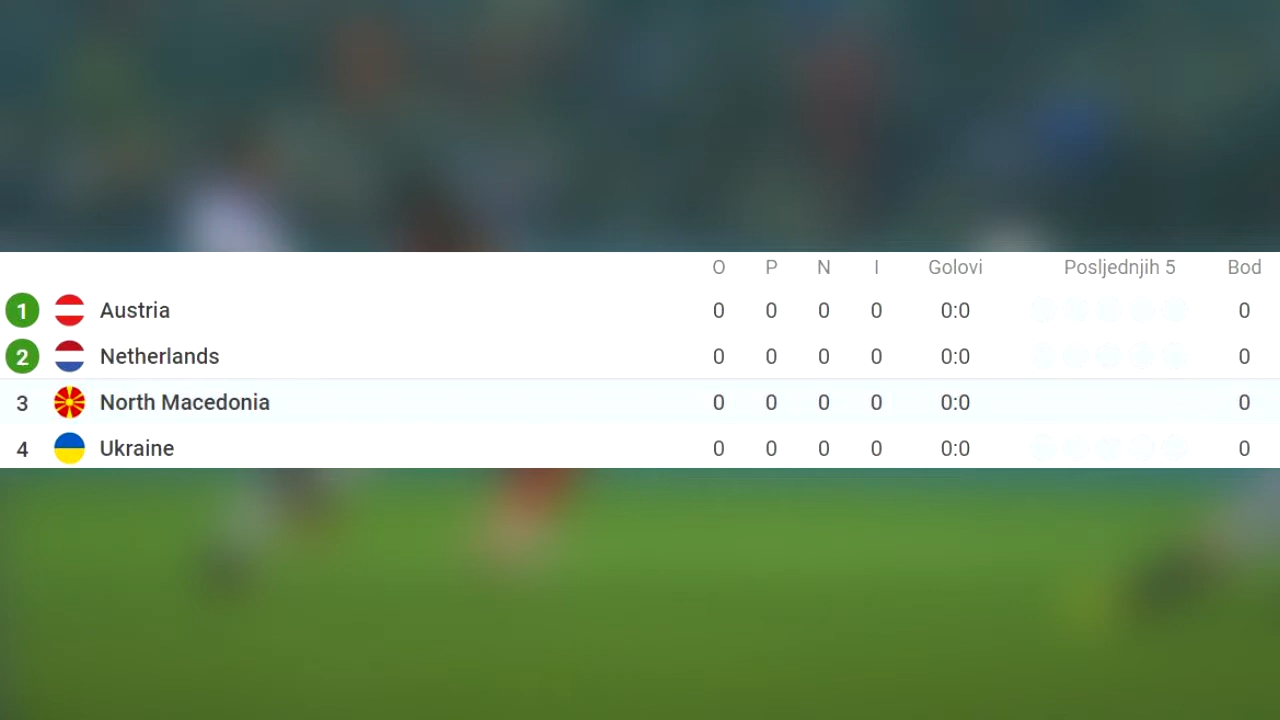 O P N I Golovi Posljednjih 5 Bod
1 Austria 0 0 0 0 0:0 0
2 Netherlands 0 0 0 0 0:0 0
3 North Macedonia 0 0 0 0 0:0 0
4 Ukraine 0 0 0 0 0:0 0